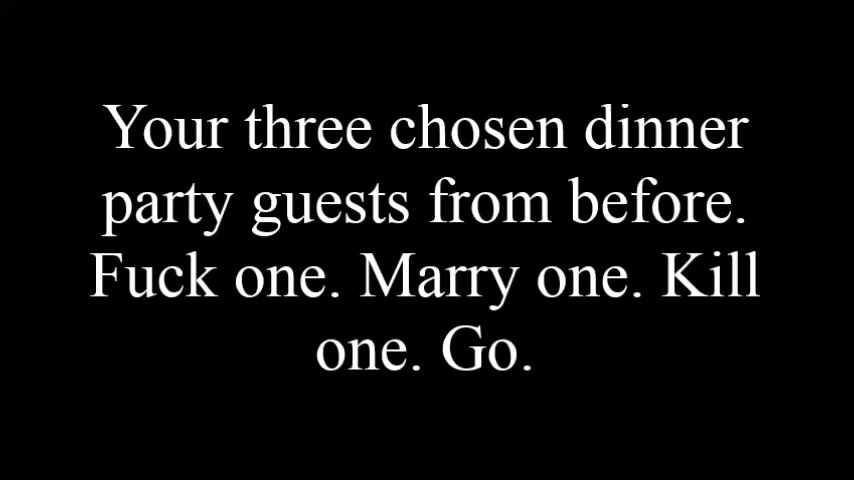 Your three chosen dinner
party guests from before.
Fuck one. Marry one. Kill
one. Go.